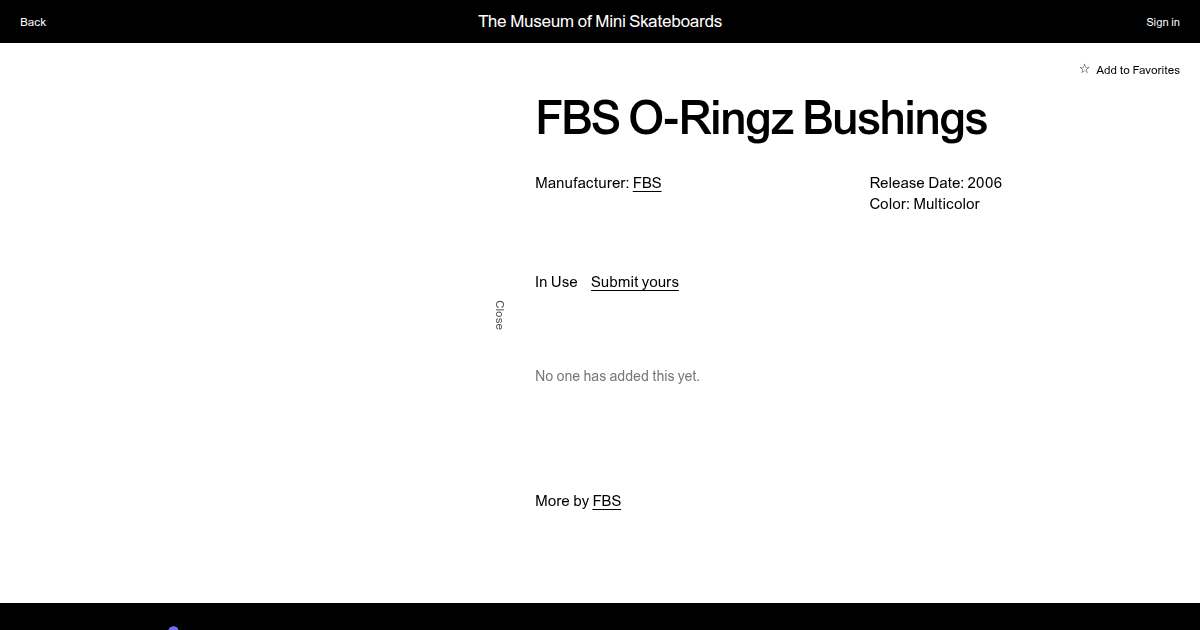 Back
The Museum of Mini Skateboards
Sign in
☆ Add to Favorites
FBS O-Ringz Bushings
Manufacturer: FBS
Release Date: 2006
Color: Multicolor
In Use Submit yours
Close
No one has added this yet.
More by FBS